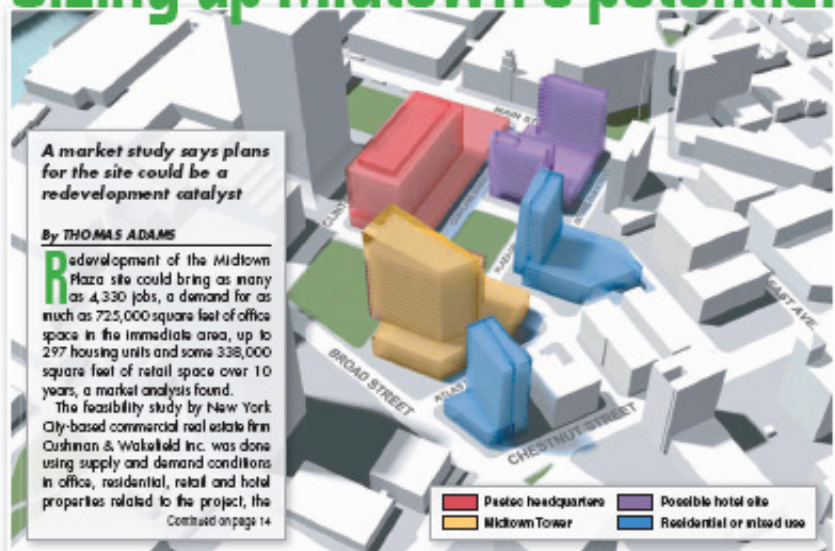 Sizing up Midtown's potential
A market study says plans
for the site could be a
redevelopment catalyst
By THOMAS ADAMS
Redevelopment of the Midtown
Plaza site could bring as many
as 4,330 jobs, a demand for as
much as 725,000 square feet of office
space in the immediate area, up to
297 housing units and some 338,000
square feet of retail space over 10
years, a market analysis found.
The feasibility study by New York
City-based commercial real estate firm
Cushman & Wakefield Inc. was done
using supply and demand conditions
in office, residential, retail and hotel
properties related to the project, the
Continued on page 14
MAIN ST
CLINT
EAST AVE.
BROAD STREET
ATLAS
CHESTNUT STREET
Paetec headquarters
Midtown Tower
Possible hotel site
Residential or mixed use